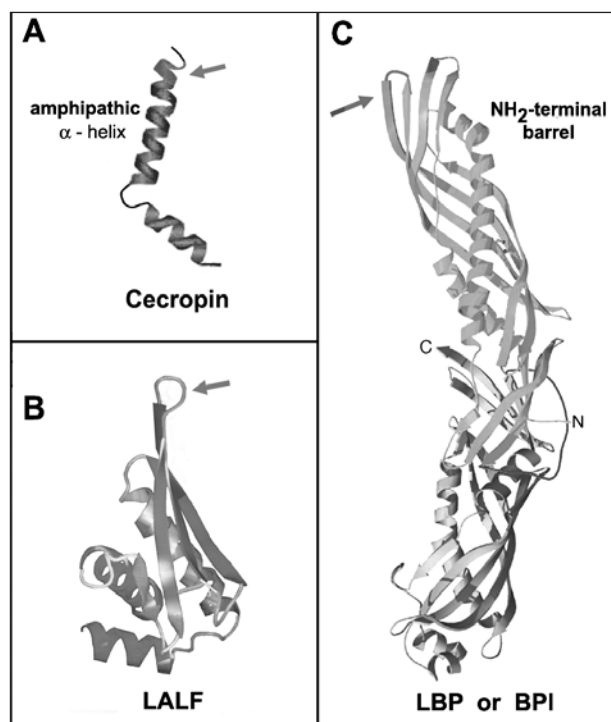 A
amphipathic
α - helix
Cecropin
B
LALF
C
NH₂-terminal
barrel
C
N
LBP or BPI